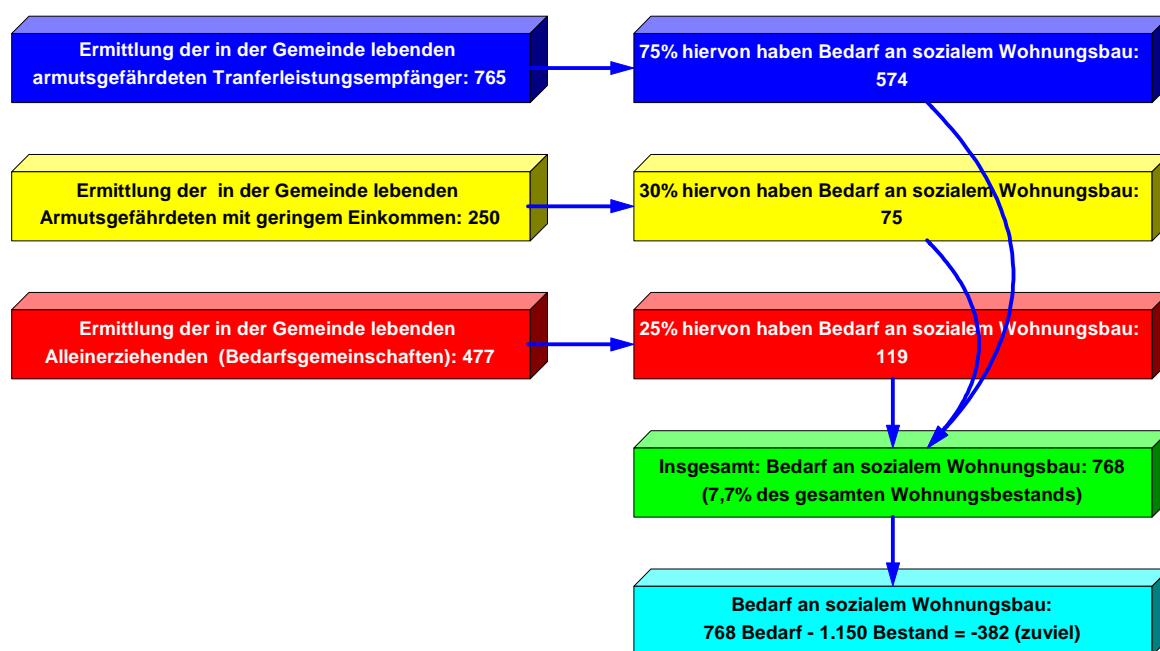 Ermittlung der in der Gemeinde lebenden
armutsgefährdeten Tranferleistungsempfänger: 765
75% hiervon haben Bedarf an sozialem Wohnungsbau:
574
Ermittlung der  in der Gemeinde lebenden
Armutsgefährdeten mit geringem Einkommen: 250
30% hiervon haben Bedarf an sozialem Wohnungsbau:
75
Ermittlung der in der Gemeinde lebenden
Alleinerziehenden  (Bedarfsgemeinschaften): 477
25% hiervon haben Bedarf an sozialem Wohnungsbau:
119
Insgesamt: Bedarf an sozialem Wohnungsbau: 768
(7,7% des gesamten Wohnungsbestands)
Bedarf an sozialem Wohnungsbau:
768 Bedarf - 1.150 Bestand = -382 (zuviel)